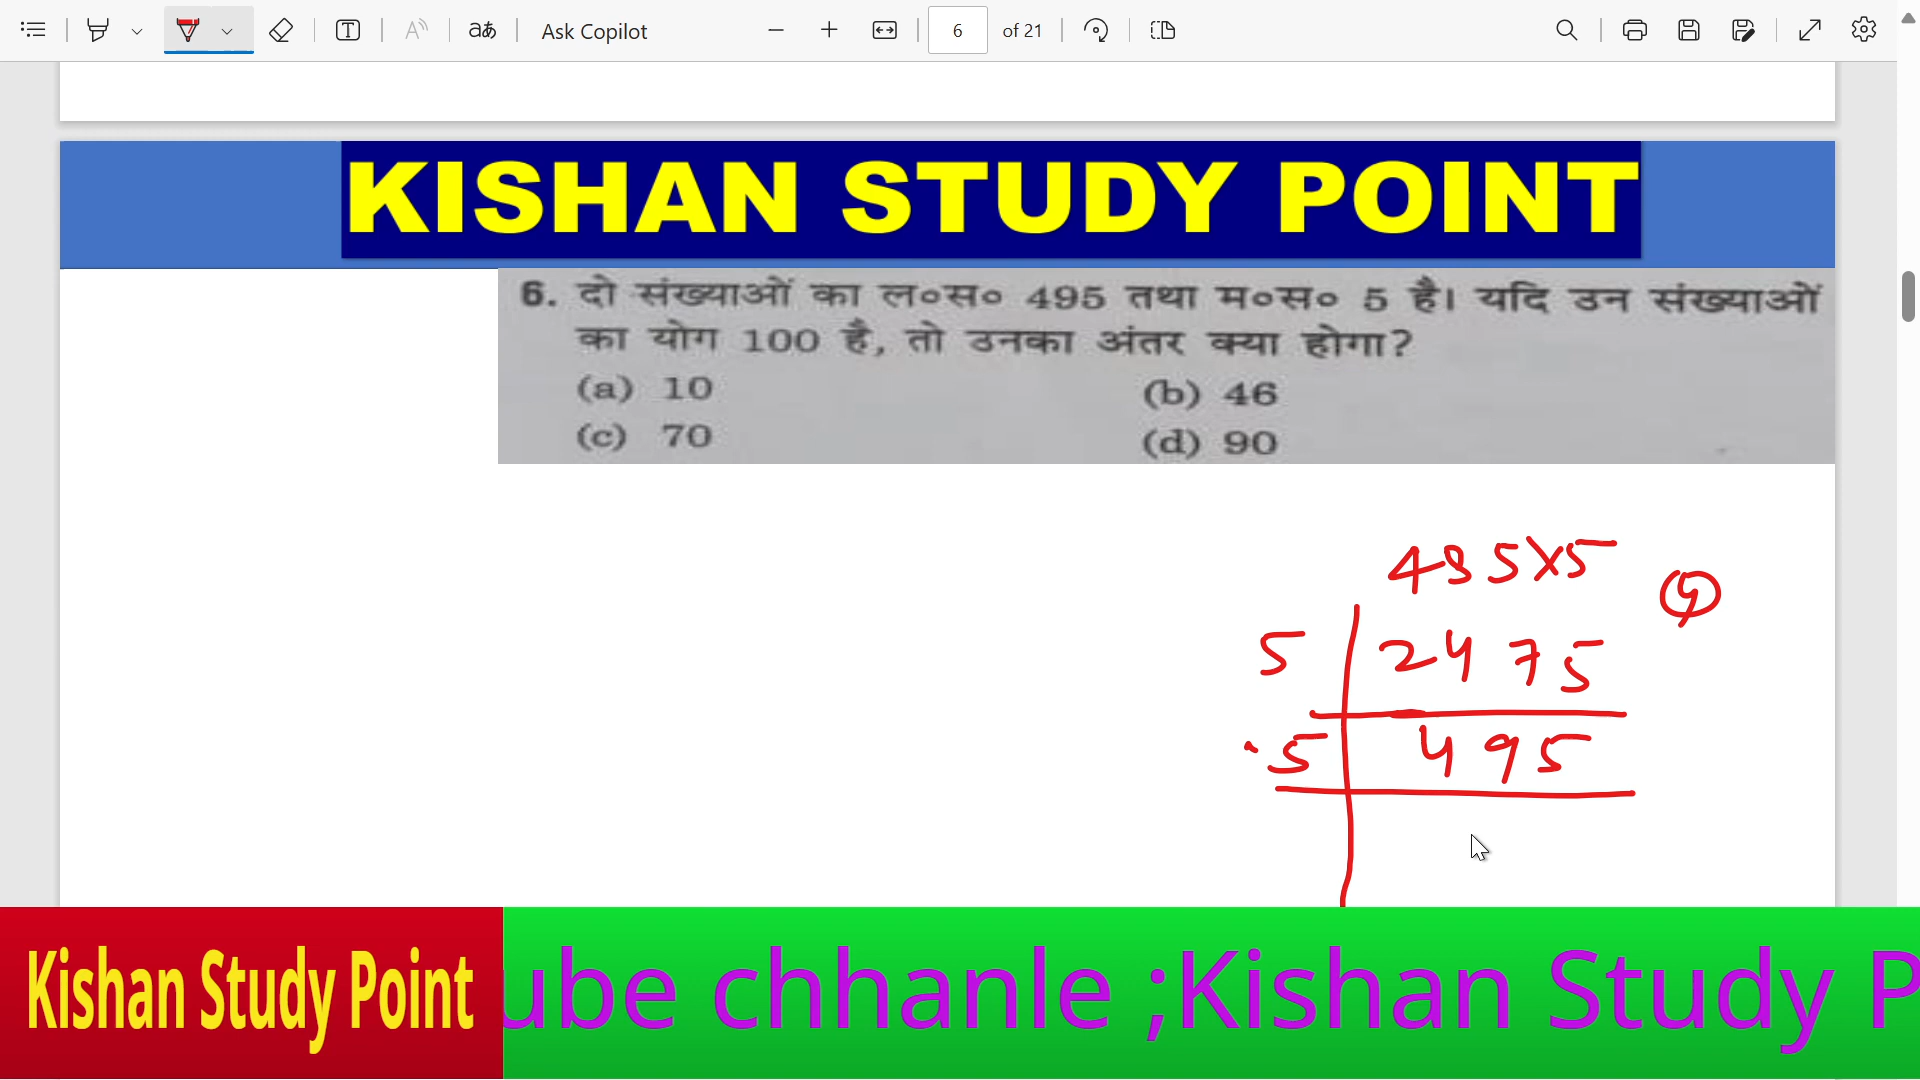 Ask Copilot 6 of 21
KISHAN STUDY POINT
6. दो संख्याओं का ल०स० 495 तथा म०स० 5 है। यदि उन संख्याओं
का योग 100 है, तो उनका अंतर क्या होगा?
(a) 10 (b) 46
(c) 70 (d) 90
495×5
5 2475
5 495
Kishan Study Point
ube chhanle ;Kishan Study P